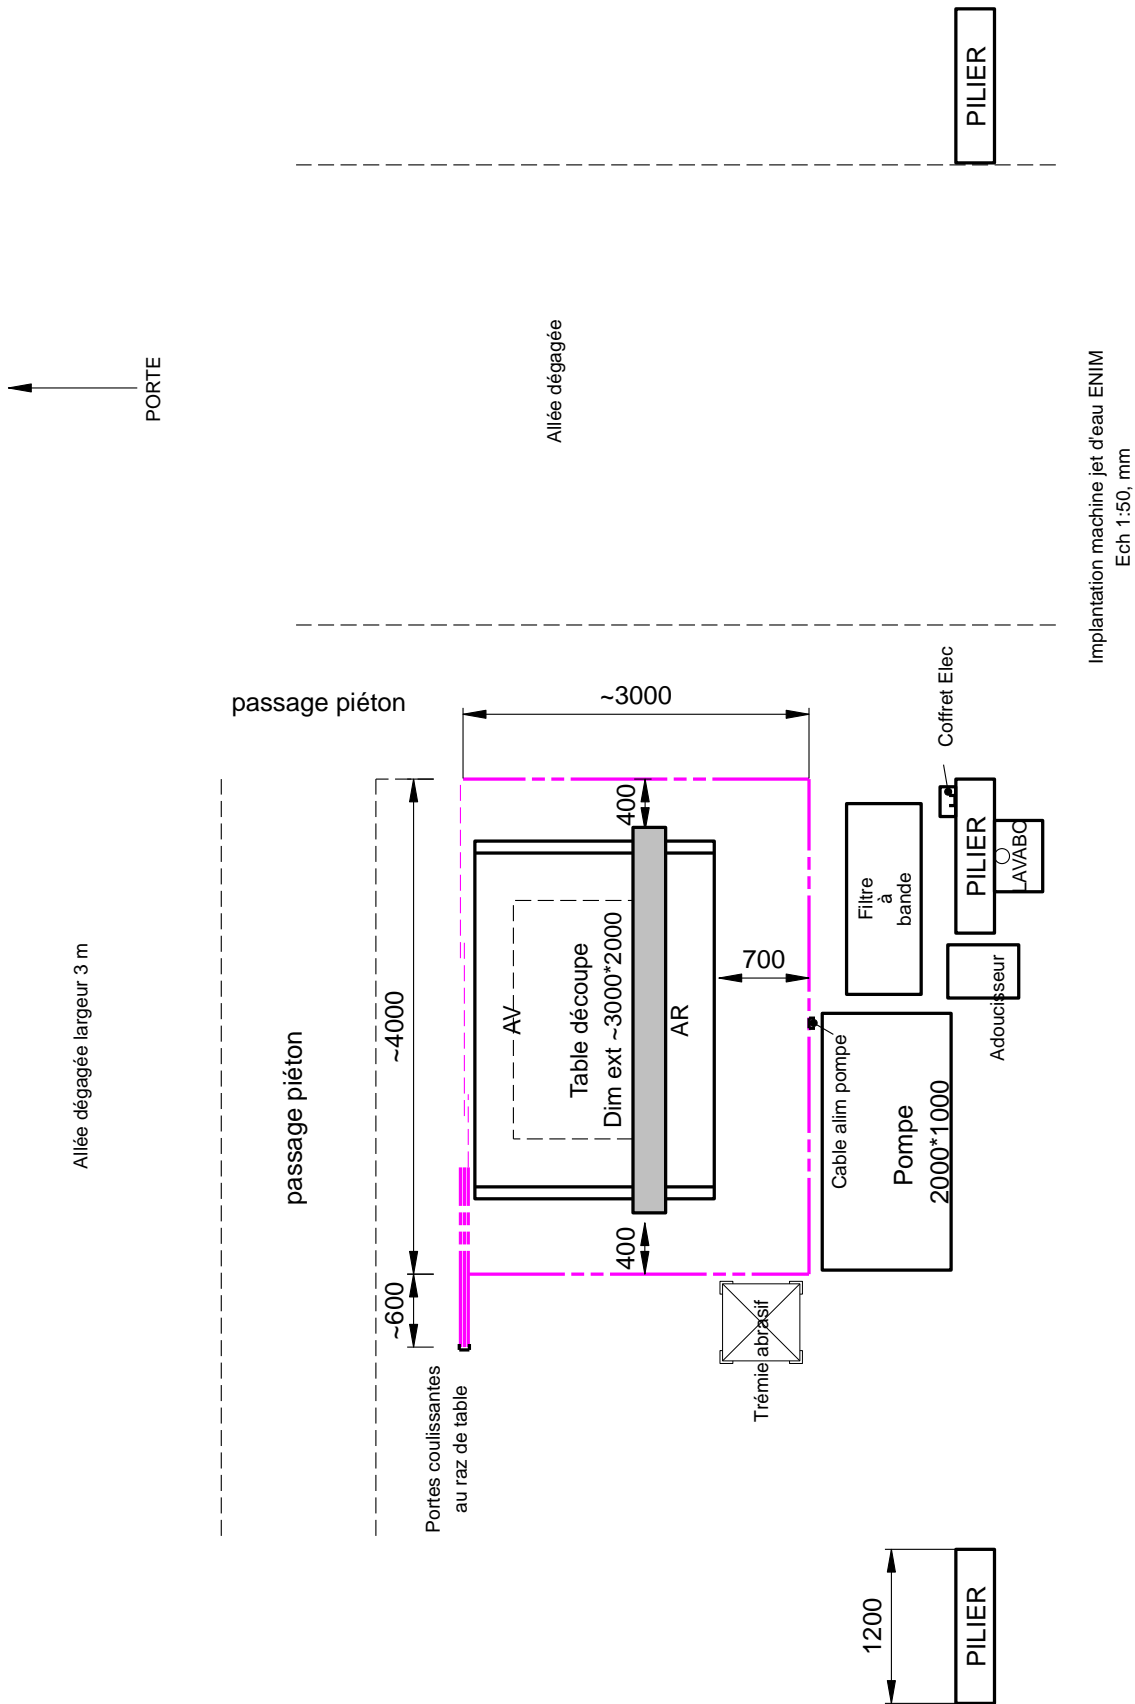 PILIER
PORTE
Allée dégagée
Implantation machine jet d'eau ENIM
Ech 1:50, mm
passage piéton
~3000
Coffret Elec
Allée dégagée largeur 3 m
passage piéton
~4000
400
AV
Table découpe
Dim ext ~3000*2000
AR
700
Filtre
à
bande
PILIER
LAVABO
Adoucisseur
Cable alim pompe
Pompe
2000*1000
400
~600
Portes coulissantes
au raz de table
Trémie abrasif
1200
PILIER